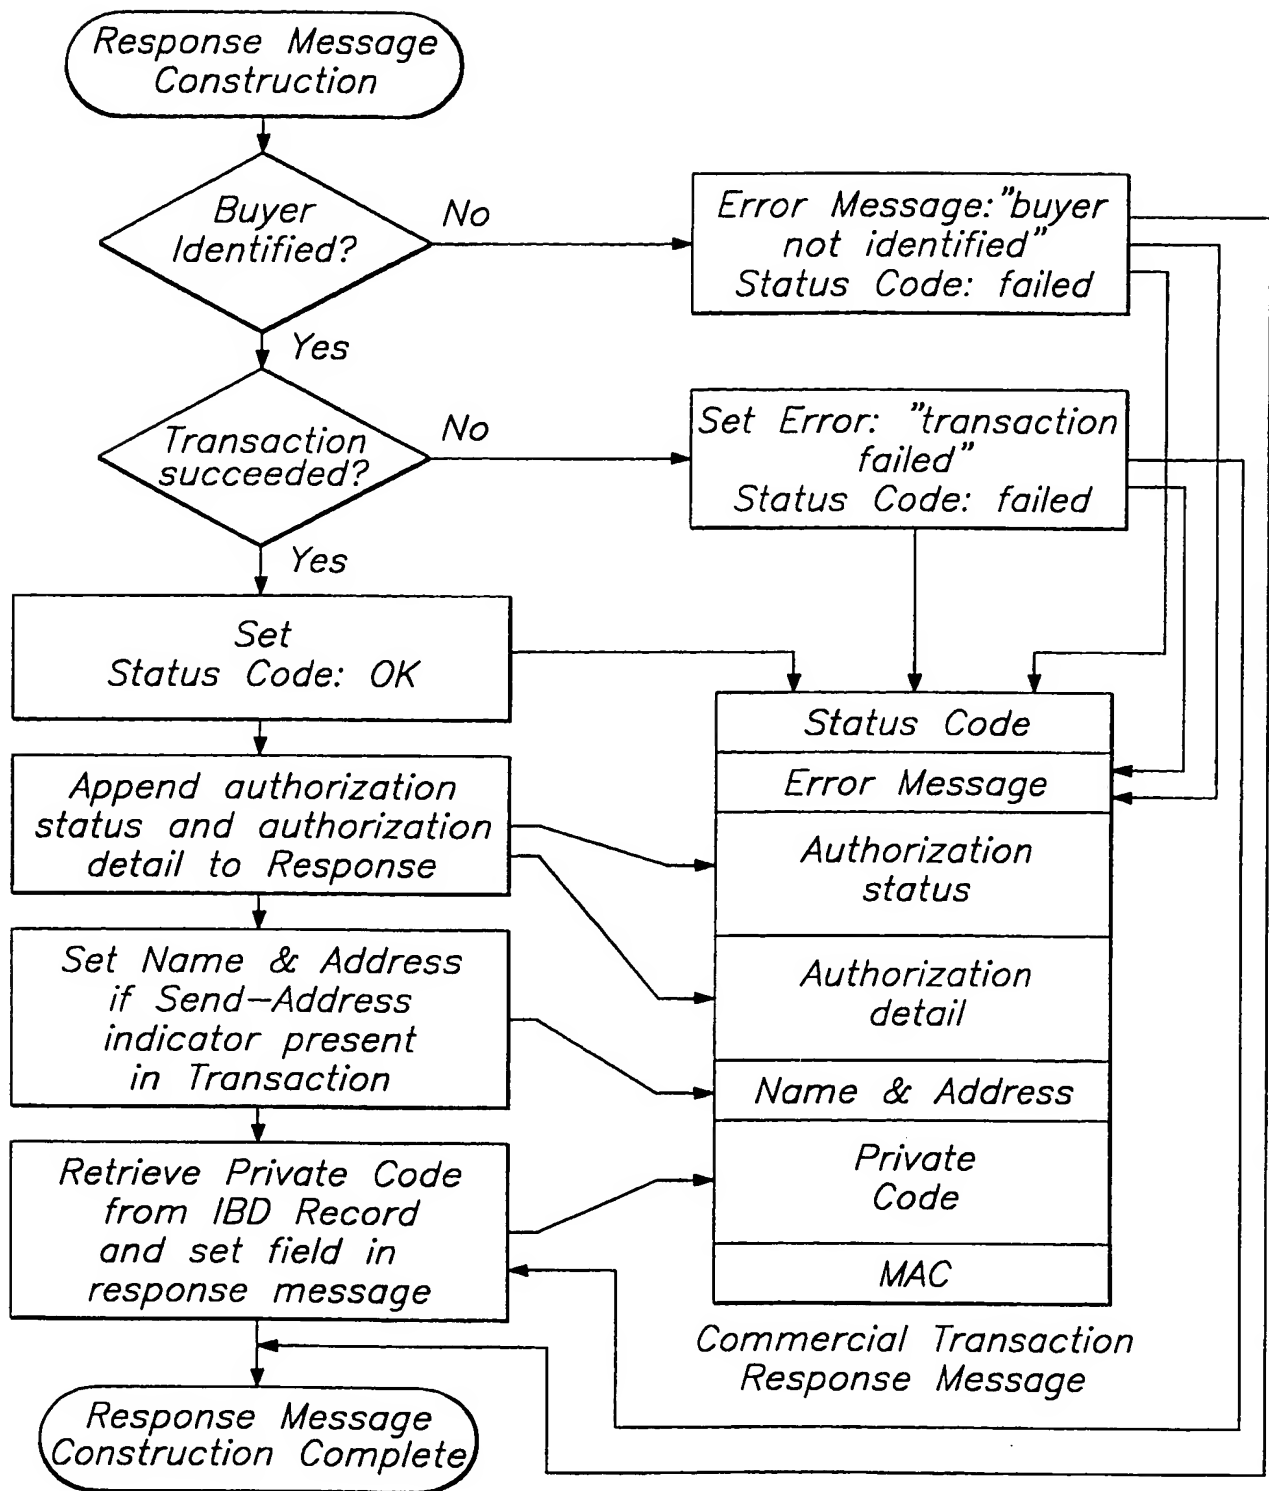 Response Message
Construction
Buyer
Identified?
No
Error Message:"buyer
not identified"
Status Code: failed
Yes
Transaction
succeeded?
No
Set Error: "transaction
failed"
Status Code: failed
Yes
Set
Status Code: OK
Append authorization
status and authorization
detail to Response
Set Name & Address
if Send-Address
indicator present
in Transaction
Retrieve Private Code
from IBD Record
and set field in
response message
Response Message
Construction Complete
Status Code
Error Message
Authorization
status
Authorization
detail
Name & Address
Private
Code
MAC
Commercial Transaction
Response Message